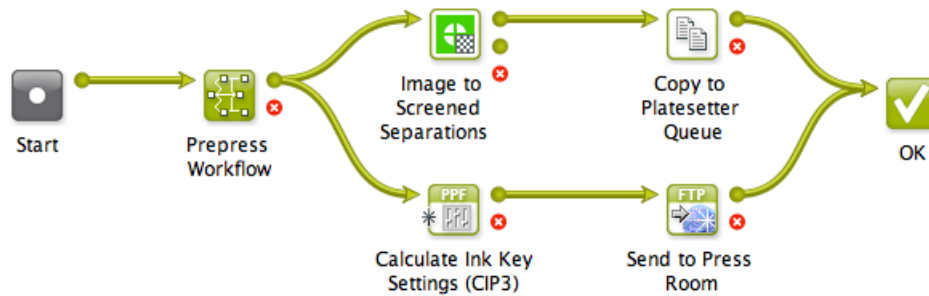 Start
Prepress
Workflow
Image to
Screened
Separations
Copy to
Platesetter
Queue
OK
PPF
Calculate Ink Key
Settings (CIP3)
FTP
Send to Press
Room